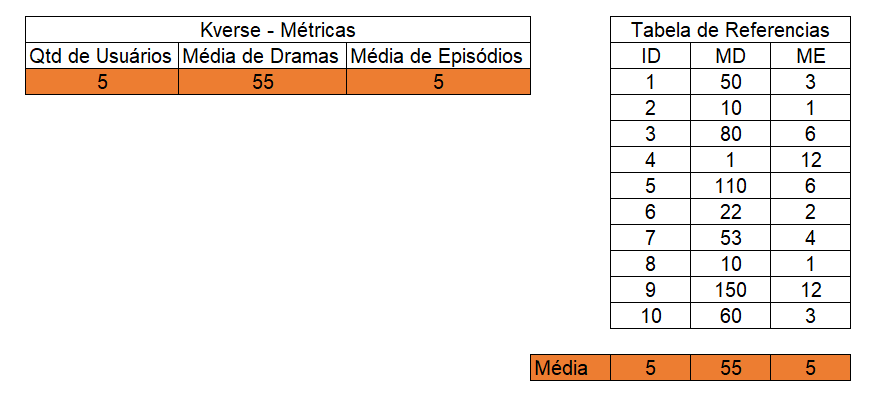 Kverse - Métricas
Qtd de Usuários Média de Dramas Média de Episódios
5 55 5
Tabela de Referencias
ID MD ME
1 50 3
2 10 1
3 80 6
4 1 12
5 110 6
6 22 2
7 53 4
8 10 1
9 150 12
10 60 3
Média 5 55 5